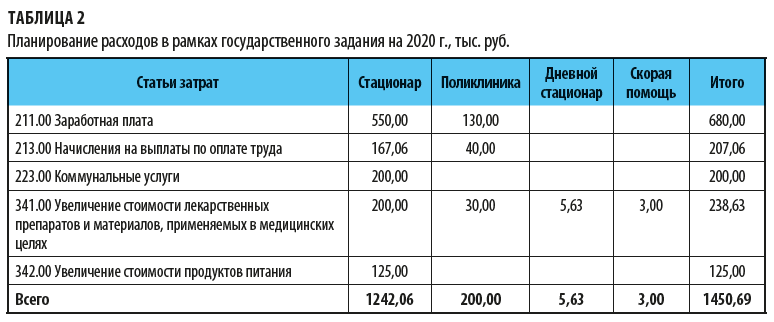 ТАБЛИЦА 2
Планирование расходов в рамках государственного задания на 2020 г., тыс. руб.
Статьи затрат Стационар Поликлиника Дневной стационар Скорая помощь Итого
211.00 Заработная плата 550,00 130,00 680,00
213.00 Начисления на выплаты по оплате труда 167,06 40,00 207,06
223.00 Коммунальные услуги 200,00 200,00
341.00 Увеличение стоимости лекарственных 200,00 30,00 5,63 3,00 238,63
препаратов и материалов, применяемых в медицинских
целях
342.00 Увеличение стоимости продуктов питания 125,00 125,00
Всего 1242,06 200,00 5,63 3,00 1450,69